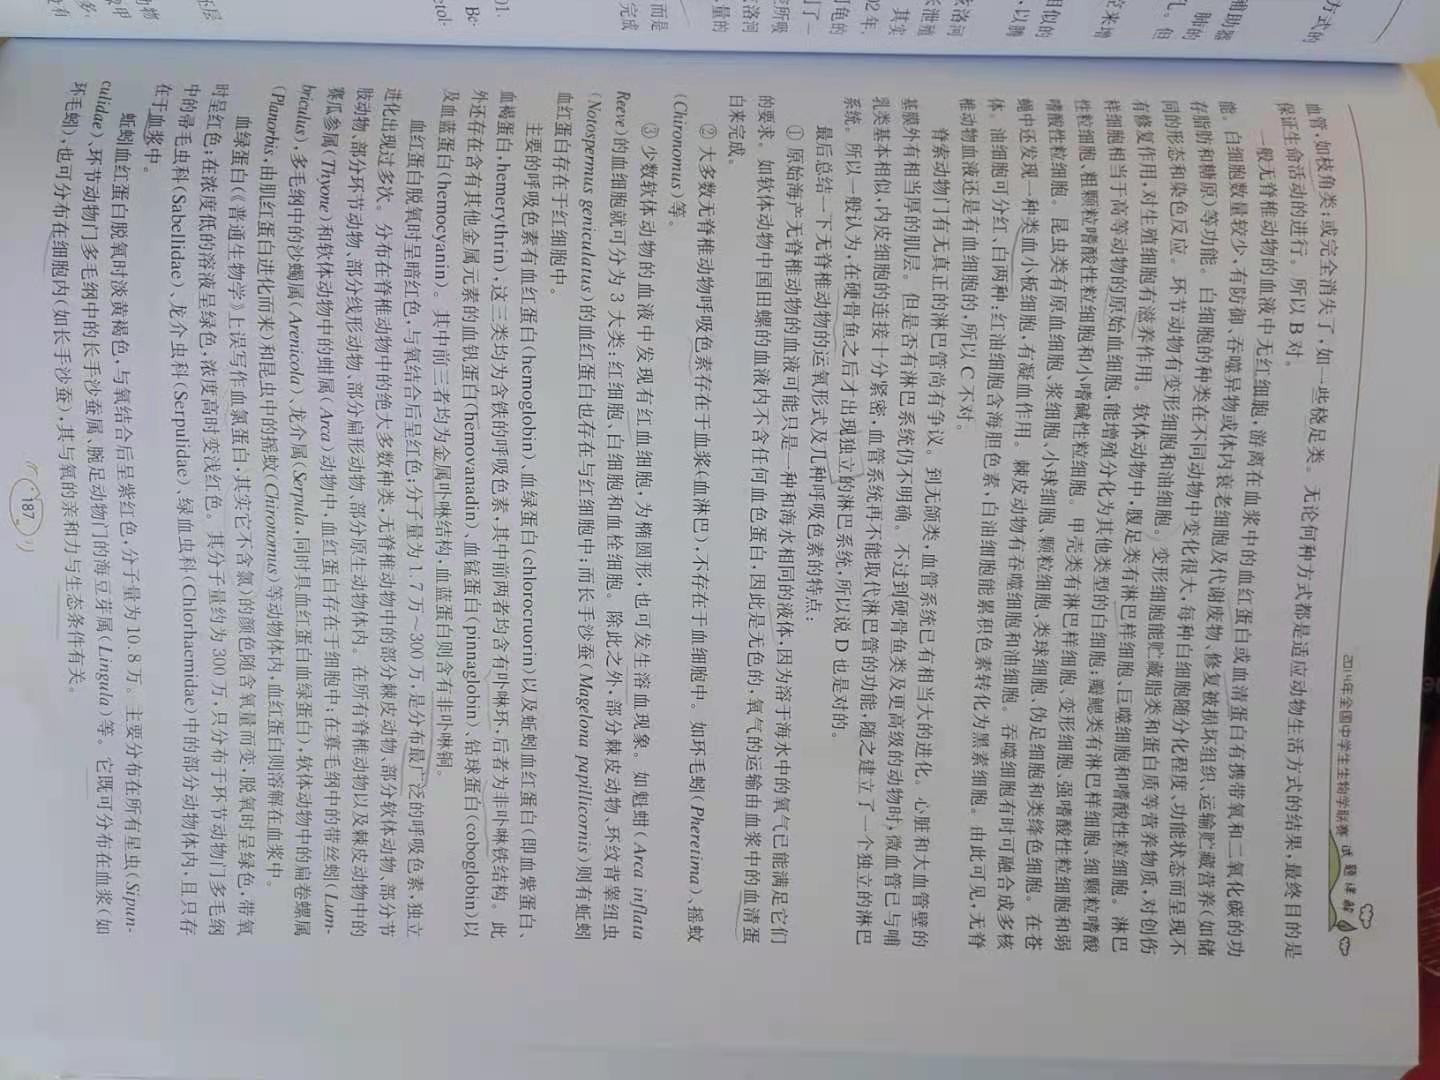 2014年全国中学生生物学联赛试题详解
血管,如枝角类;或完全消失了,如一些桡足类。无论何种方式都是适应动物生活方式的结果,最终目的是
保证生命活动的进行。所以 B 对。
一般无脊椎动物的血液中无红细胞,游离在血浆中的血红蛋白或血清蛋白有携带氧和二氧化碳的功
能。白细胞数量较少,有防御、吞噬异物或体内衰老细胞及代谢废物、修复被损坏组织、运输贮藏营养(如储
存脂肪和糖原)等功能。白细胞的种类在不同动物中变化很大,每种白细胞随分化程度、功能状态而呈现不
同的形态和染色反应。环节动物有变形细胞和油细胞。变形细胞能贮藏脂类和蛋白质等营养物质,对创伤
有修复作用,对生殖细胞有滋养作用。软体动物中,腹足类有淋巴样细胞、巨噬细胞和嗜酸性粒细胞。淋巴
样细胞相当于高等动物的原始血细胞,能增殖分化为其他类型的白细胞;瓣鳃类有淋巴样细胞、细颗粒嗜酸
性粒细胞、粗颗粒嗜酸性粒细胞和小嗜碱性粒细胞。甲壳类有淋巴样细胞、变形细胞、强嗜酸性粒细胞和弱
嗜酸性粒细胞。昆虫类有原血细胞、浆细胞、小球细胞、颗粒细胞、类球细胞、伪足细胞和类绛色细胞。在苍
蝇中还发现一种类血小板细胞,有凝血作用。棘皮动物有吞噬细胞和油细胞。吞噬细胞有时可融合成多核
体。油细胞可分红、白两种,红油细胞含海胆色素,白油细胞能累积色素转化为黑素细胞。由此可见,无脊
椎动物血液还是有血细胞的,所以 C 不对。
脊索动物门有无真正的淋巴管尚有争议。到无颌类,血管系统已有相当大的进化。心脏和大血管壁的
基膜外有相当厚的肌层。但是否有淋巴系统仍不明确。不过到硬骨鱼类及更高级的动物时,微血管已与哺
乳类基本相似,内皮细胞的连接十分紧密,血管系统再不能取代淋巴管的功能,随之建立了一个独立的淋巴
系统。所以一般认为,在硬骨鱼之后才出现独立的淋巴系统,所以说 D 也是对的。
最后总结一下无脊椎动物的运氧形式及几种呼吸色素的特点:
① 原始海产无脊椎动物的血液可能只是一种和海水相同的液体,因为溶于海水中的氧气已能满足它们
的要求。如软体动物中国田螺的血液内不含任何血色蛋白,因此是无色的,氧气的运输由血浆中的血清蛋
白来完成。
② 大多数无脊椎动物呼吸色素存在于血浆(血淋巴),不存在于血细胞中。如环毛蚓(Pheretima)、摇蚊
(Chironomus)等。
③ 少数软体动物的血液中发现有红血细胞,为椭圆形,也可发生溶血现象。如魁蚶(Arca inflata
Reeve)的血细胞就可分为 3 大类:红细胞、白细胞和血栓细胞。除此之外,部分棘皮动物、环纹背睾纽虫
(Notospermus geniculatus)的血红蛋白也存在与红细胞中;而长手沙蚕(Magelona papillicornis)则有蚯蚓
血红蛋白存在于红细胞中。
主要的呼吸色素有血红蛋白(hemoglobin)、血绿蛋白(chlorocruorin)以及蚯蚓血红蛋白(即血紫蛋白、
血褐蛋白,hemerythrin),这三类均为含铁的呼吸色素,其中前两者均含有卟啉环,后者为非卟啉铁结构。此
外还存在含有其他金属元素的血钒蛋白(hemovanadin)、血锰蛋白(pinnaglobin)、钴球蛋白(coboglobin)以
及血蓝蛋白(hemocyanin)。其中前三者均为金属卟啉结构,血蓝蛋白则含有非卟啉铜。
血红蛋白脱氧时呈暗红色,与氧结合后呈红色;分子量为 1.7 万～300 万,是分布最广泛的呼吸色素,独立
进化出现过多次。分布在脊椎动物中的绝大多数种类,无脊椎动物中的部分棘皮动物、部分软体动物、部分节
肢动物、部分环节动物、部分线形动物、部分扁形动物、部分原生动物体内。在所有脊椎动物以及棘皮动物中的
赛瓜参属(Thyone)和软体动物中的蚶属(Arca)动物中,血红蛋白存在于细胞中;在寡毛纲中的带丝蚓(Lum-
briculus),多毛纲中的沙蠋属(Arenicola)、龙介属(Serpula,同时具血红蛋白血绿蛋白),软体动物中的扁卷螺属
(Planorbis,由肌红蛋白进化而来)和昆虫中的摇蚊(Chironomus)等动物体内,血红蛋白则溶解在血浆中。
血绿蛋白(《普通生物学》上误写作血氯蛋白,其实它不含氯)的颜色随含氧量而变,脱氧时呈绿色,带氧
时呈红色,在浓度低的溶液呈绿色,浓度高时变浅红色。其分子量约为 300 万,只分布于环节动物门多毛纲
中的帚毛虫科(Sabellidae)、龙介虫科(Serpulidae)、绿血虫科(Chlorhaemidae)中的部分动物体内,且只存
在于血浆中。
蚯蚓血红蛋白脱氧时淡黄褐色,与氧结合后呈紫红色,分子量为 10.8 万。主要分布在所有星虫(Sipun-
culidae)、环节动物门多毛纲中的长手沙蚕属、腕足动物门的海豆芽属(Lingula)等。它既可分布在血浆(如
环毛蚓),也可分布在细胞内(如长手沙蚕),其与氧的亲和力与生态条件有关。
187